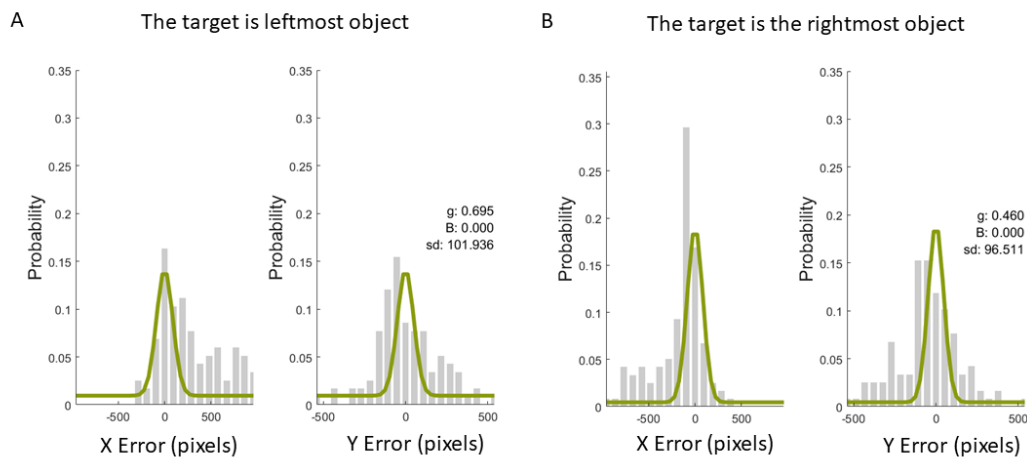 A
The target is leftmost object
B
The target is the rightmost object
0.35
0.3
0.25
0.2
0.15
0.1
0.05
0
Probability
-500
0
500
X Error (pixels)
0.35
0.3
0.25
0.2
0.15
0.1
0.05
0
Probability
g: 0.695
B: 0.000
sd: 101.936
-500
0
500
Y Error (pixels)
0.35
0.3
0.25
0.2
0.15
0.1
0.05
0
Probability
-500
0
500
X Error (pixels)
0.35
0.3
0.25
0.2
0.15
0.1
0.05
0
Probability
g: 0.460
B: 0.000
sd: 96.511
-500
0
500
Y Error (pixels)